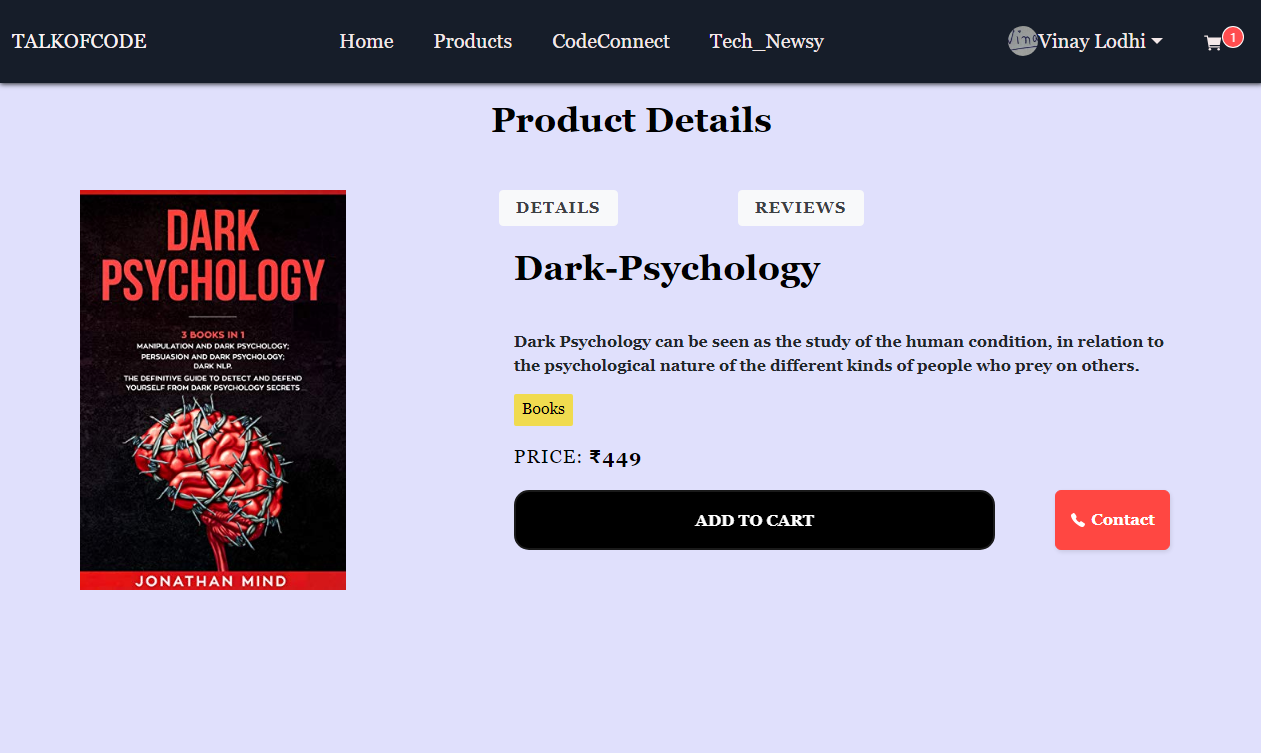 TALKOFCODE Home Products CodeConnect Tech_Newsy Vinay Lodhi 1
Product Details
DARK
PSYCHOLOGY
3 BOOKS IN 1
MANIPULATION AND DARK PSYCHOLOGY;
PERSUASION AND DARK PSYCHOLOGY;
DARK NLP.
THE DEFINITIVE GUIDE TO DETECT AND DEFEND
YOURSELF FROM DARK PSYCHOLOGY SECRETS
JONATHAN MIND
DETAILS REVIEWS
Dark-Psychology
Dark Psychology can be seen as the study of the human condition, in relation to
the psychological nature of the different kinds of people who prey on others.
Books
PRICE: ₹449
ADD TO CART Contact